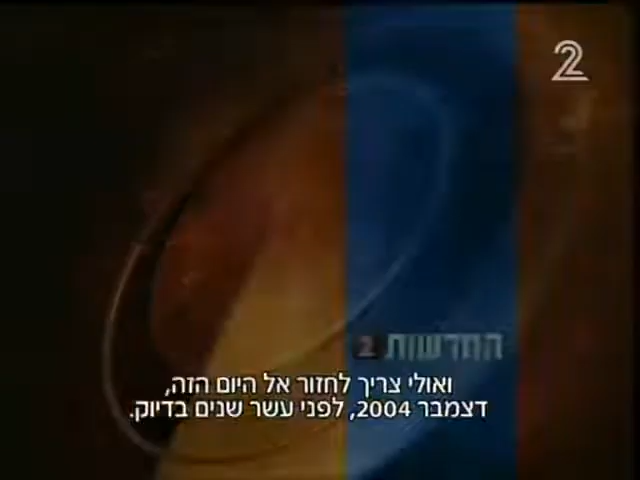 2
החדשות 2
ואולי צריך לחזור אל היום הזה,
דצמבר 2004, לפני עשר שנים בדיוק.